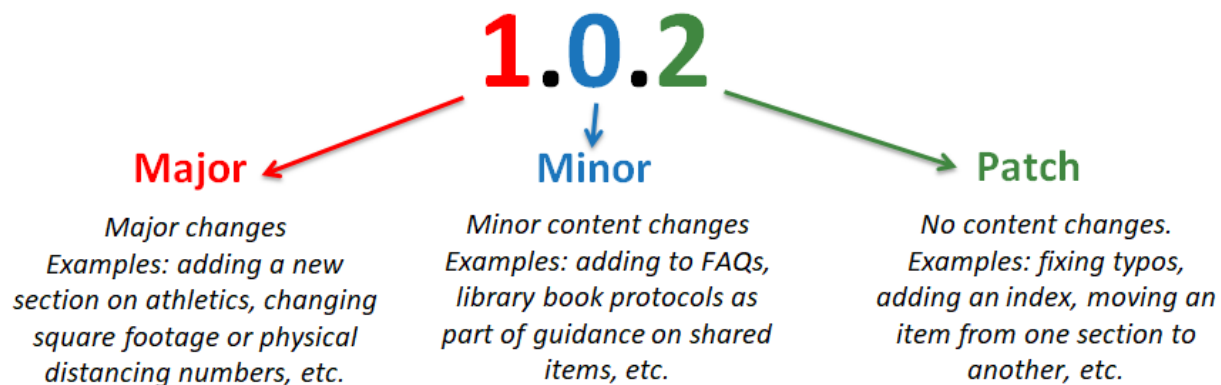 1.0.2
Major
Major changes
Examples: adding a new
section on athletics, changing
square footage or physical
distancing numbers, etc.
Minor
Minor content changes
Examples: adding to FAQs,
library book protocols as
part of guidance on shared
items, etc.
Patch
No content changes.
Examples: fixing typos,
adding an index, moving an
item from one section to
another, etc.